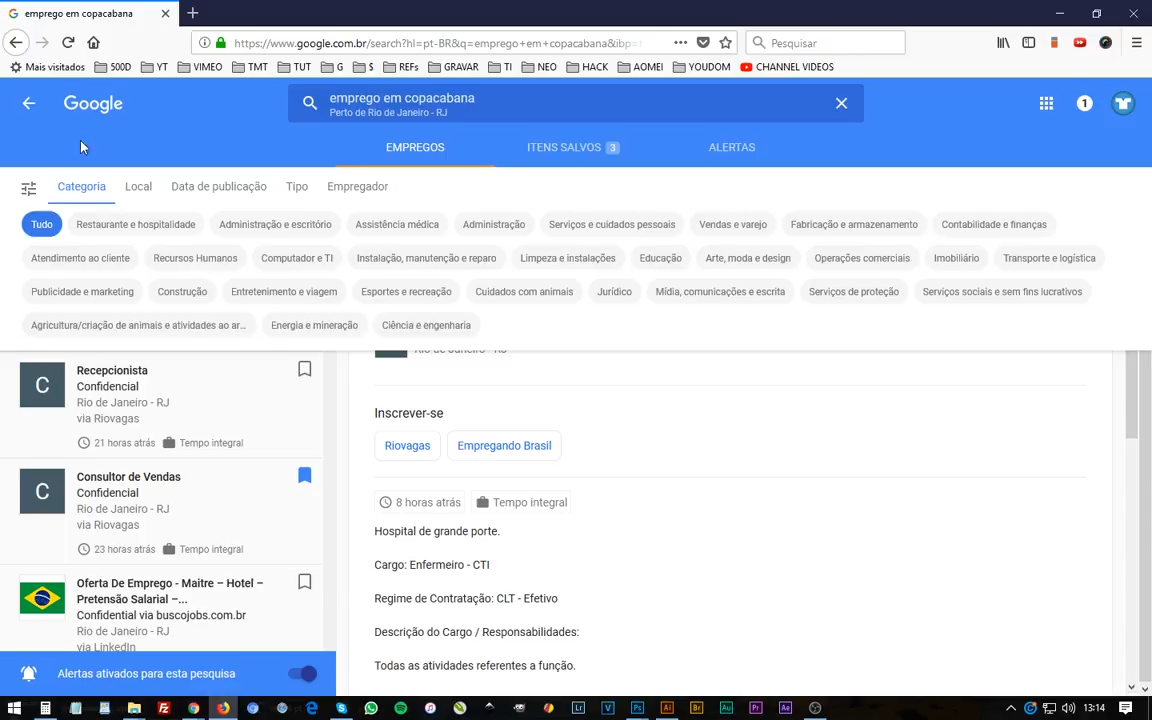 emprego em copacabana
https://www.google.com.br/search?hl=pt-BR&q=emprego+em+copacabana&ibp=
Pesquisar
Mais visitados 500D YT VIMEO TMT TUT G $ REFs GRAVAR TI NEO HACK AOMEI YOUDOM CHANNEL VIDEOS
Google
emprego em copacabana
Perto de Rio de Janeiro - RJ
1
EMPREGOS ITENS SALVOS 3 ALERTAS
Categoria Local Data de publicação Tipo Empregador
Tudo Restaurante e hospitalidade Administração e escritório Assistência médica Administração Serviços e cuidados pessoais Vendas e varejo Fabricação e armazenamento Contabilidade e finanças
Atendimento ao cliente Recursos Humanos Computador e TI Instalação, manutenção e reparo Limpeza e instalações Educação Arte, moda e design Operações comerciais Imobiliário Transporte e logística
Publicidade e marketing Construção Entretenimento e viagem Esportes e recreação Cuidados com animais Jurídico Mídia, comunicações e escrita Serviços de proteção Serviços sociais e sem fins lucrativos
Agricultura/criação de animais e atividades ao ar... Energia e mineração Ciência e engenharia
C
Recepcionista
Confidencial
Rio de Janeiro - RJ
via Riovagas
21 horas atrás Tempo integral
C
Consultor de Vendas
Confidencial
Rio de Janeiro - RJ
via Riovagas
23 horas atrás Tempo integral
Oferta De Emprego - Maitre – Hotel –
Pretensão Salarial –...
Confidential via buscojobs.com.br
Rio de Janeiro - RJ
via LinkedIn
Alertas ativados para esta pesquisa
Rio de Janeiro - RJ
Inscrever-se
Riovagas Empregando Brasil
8 horas atrás Tempo integral
Hospital de grande porte.
Cargo: Enfermeiro - CTI
Regime de Contratação: CLT - Efetivo
Descrição do Cargo / Responsabilidades:
Todas as atividades referentes a função.
Lr V Ps Ai Br Au Pr Ae
13:14